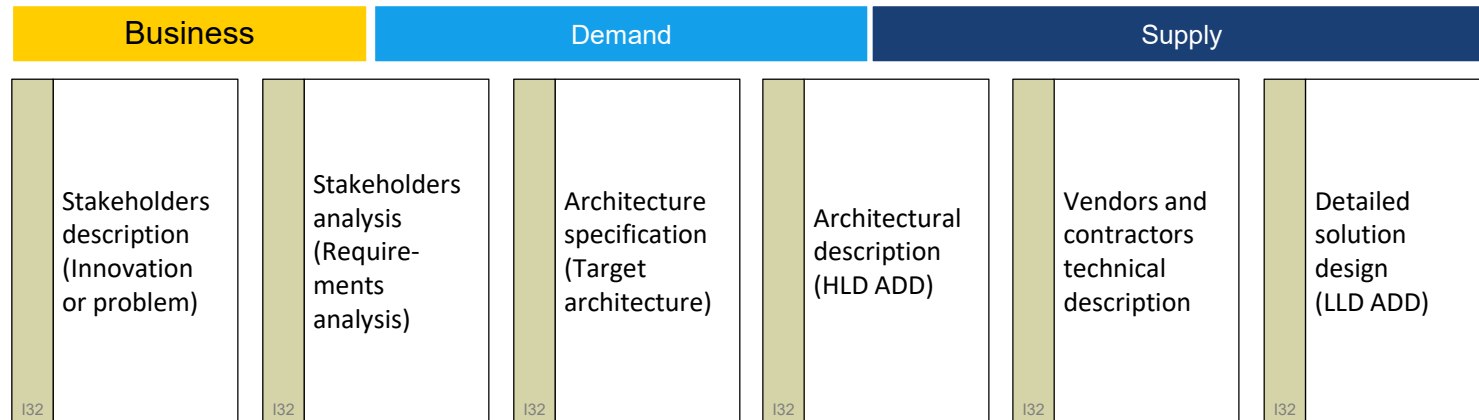 Business
Demand
Supply
Stakeholders
description
(Innovation
or problem)
I32
Stakeholders
analysis
(Require-
ments
analysis)
I32
Architecture
specification
(Target
architecture)
I32
Architectural
description
(HLD ADD)
I32
Vendors and
contractors
technical
description
I32
Detailed
solution
design
(LLD ADD)
I32